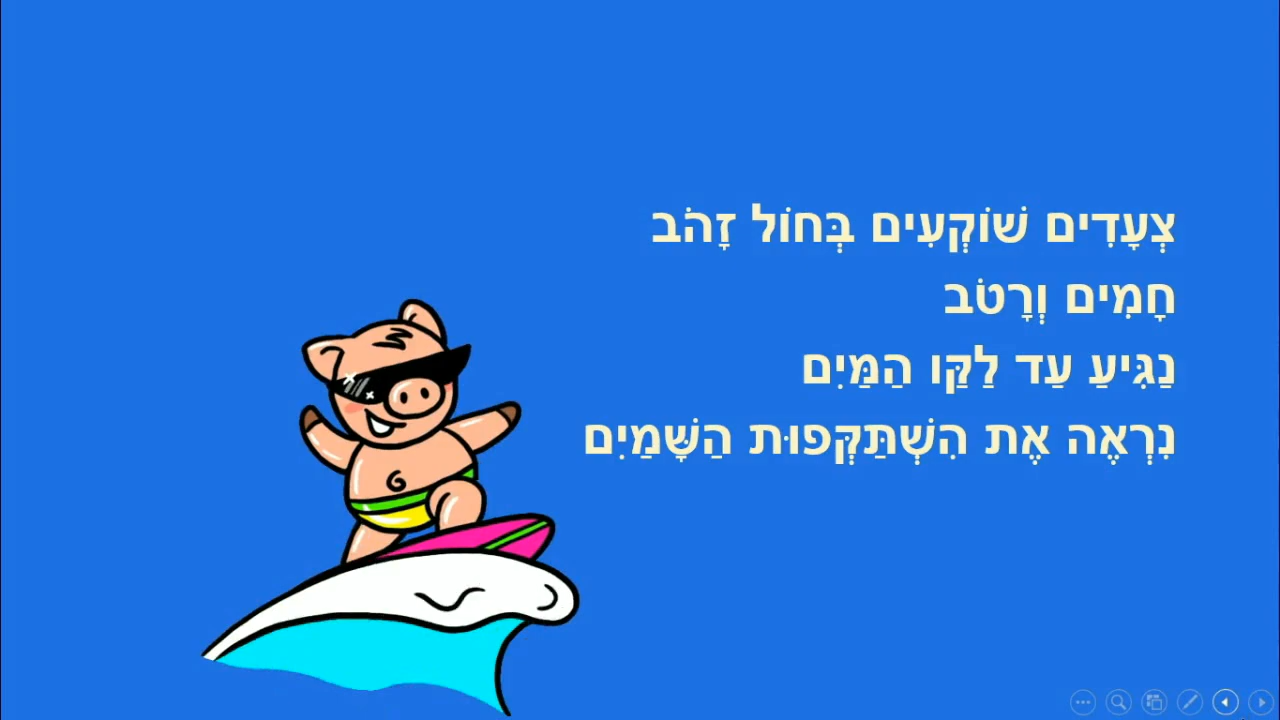 צְעָדִים שׁוֹקְעִים בְּחוֹל זָהֹב
חָמִים וְרָטֹב
נַגִּיעַ עַד לַקַּו הַמַּיִם
נִרְאֶה אֶת הִשְׁתַּקְּפוּת הַשָּׁמַיִם